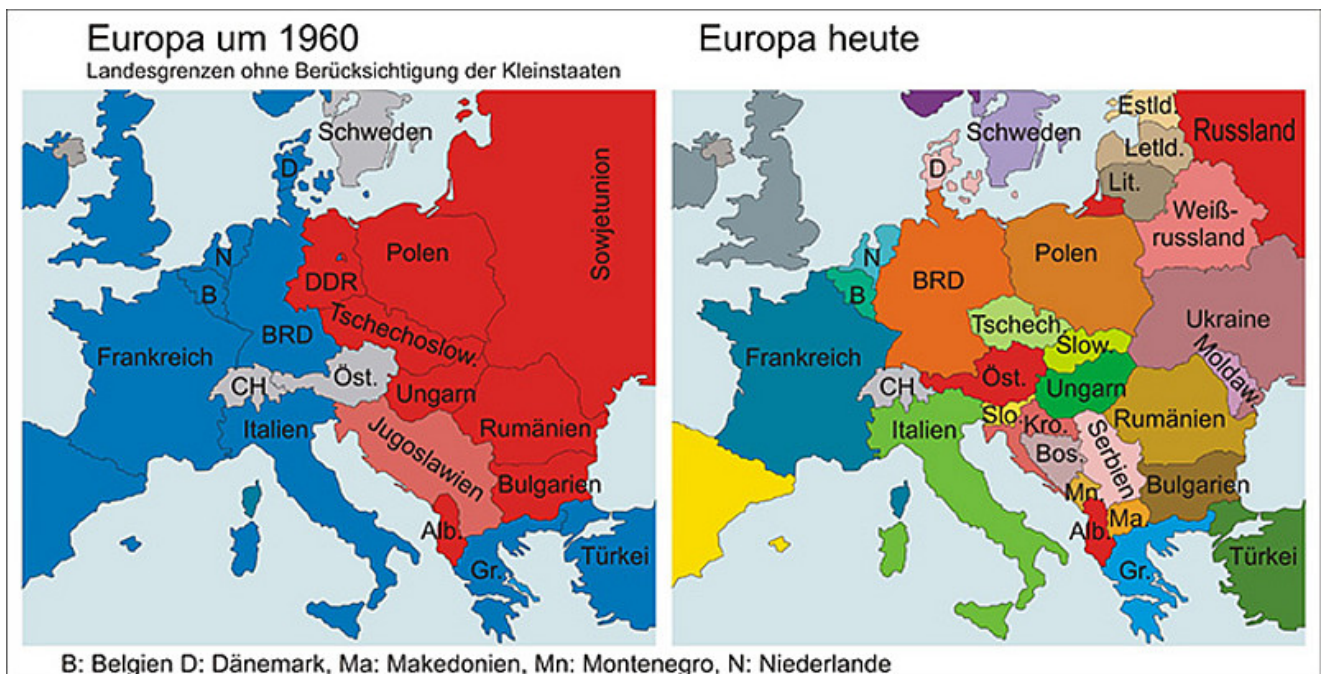 Europa um 1960
Landesgrenzen ohne Berücksichtigung der Kleinstaaten
Schweden
D
Sowjetunion
N
Polen
B
DDR
Tschechoslow.
BRD
Frankreich
CH
Öst.
Ungarn
Italien
Rumänien
Jugoslawien
Bulgarien
Alb.
Gr.
Türkei
Europa heute
Estld.
Schweden
Russland
Letld.
D
Lit.
Weiß-
russland
N
B
BRD
Polen
Tschech.
Ukraine
Frankreich
Slow.
Moldaw.
CH
Öst.
Ungarn
Slo.
Italien
Kro.
Rumänien
Bos.
Serbien
Mn.
Bulgarien
Ma.
Alb.
Gr.
Türkei
B: Belgien D: Dänemark, Ma: Makedonien, Mn: Montenegro, N: Niederlande